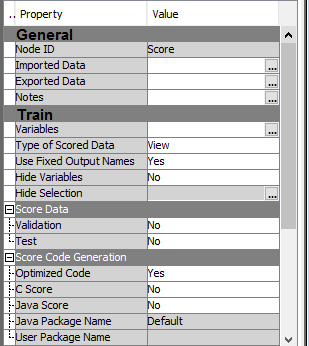 .. Property Value
General
Node ID Score
Imported Data ...
Exported Data ...
Notes ...
Train
Variables ...
Type of Scored Data View
Use Fixed Output Names Yes
Hide Variables No
Hide Selection ...
Score Data
Validation No
Test No
Score Code Generation
Optimized Code Yes
C Score No
Java Score No
Java Package Name Default
User Package Name